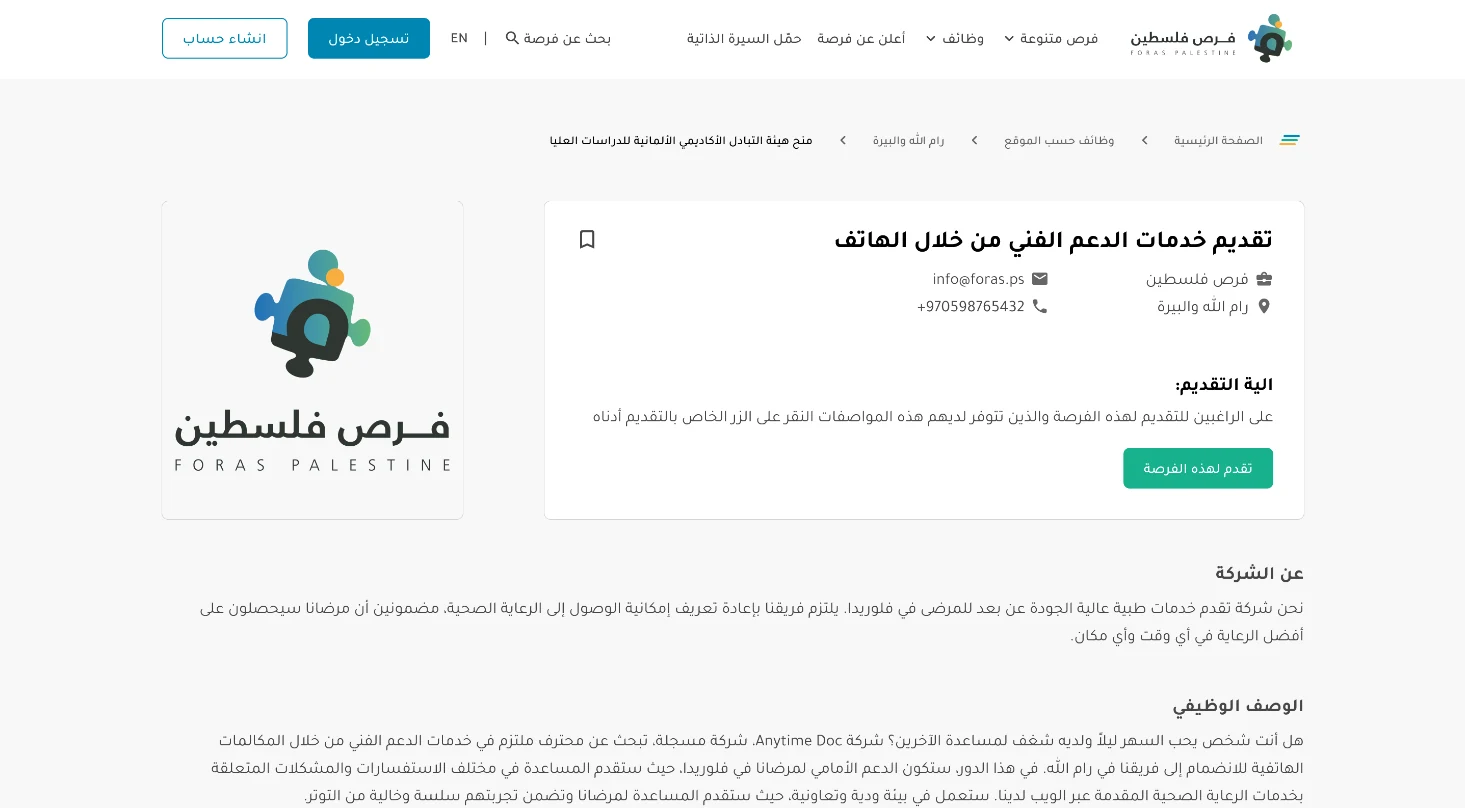 فـرص فلسطين
FORAS PALESTINE
فرص متنوعة
وظائف
أعلن عن فرصة
حمّل السيرة الذاتية
بحث عن فرصة
|
EN
تسجيل دخول
انشاء حساب
الصفحة الرئيسية
وظائف حسب الموقع
رام الله والبيرة
منح هيئة التبادل الأكاديمي الألمانية للدراسات العليا
تقديم خدمات الدعم الفني من خلال الهاتف
فرص فلسطين
info@foras.ps
رام الله والبيرة
+970598765432
الية التقديم:
على الراغبين للتقديم لهذه الفرصة والذين تتوفر لديهم هذه المواصفات النقر على الزر الخاص بالتقديم أدناه
تقدم لهذه الفرصة
فـرص فلسطين
FORAS PALESTINE
عن الشركة
نحن شركة تقدم خدمات طبية عالية الجودة عن بعد للمرضى في فلوريدا. يلتزم فريقنا بإعادة تعريف إمكانية الوصول إلى الرعاية الصحية، مضمونين أن مرضانا سيحصلون على
أفضل الرعاية في أي وقت وأي مكان.
الوصف الوظيفي
هل أنت شخص يحب السهر ليلاً ولديه شغف لمساعدة الآخرين؟ شركة Anytime Doc، شركة مسجلة، تبحث عن محترف ملتزم في خدمات الدعم الفني من خلال المكالمات
الهاتفية للانضمام إلى فريقنا في رام الله. في هذا الدور، ستكون الدعم الأمامي لمرضانا في فلوريدا، حيث ستقدم المساعدة في مختلف الاستفسارات والمشكلات المتعلقة
بخدمات الرعاية الصحية المقدمة عبر الويب لدينا. ستعمل في بيئة ودية وتعاونية، حيث ستقدم المساعدة لمرضانا وتضمن تجربتهم سلسة وخالية من التوتر.